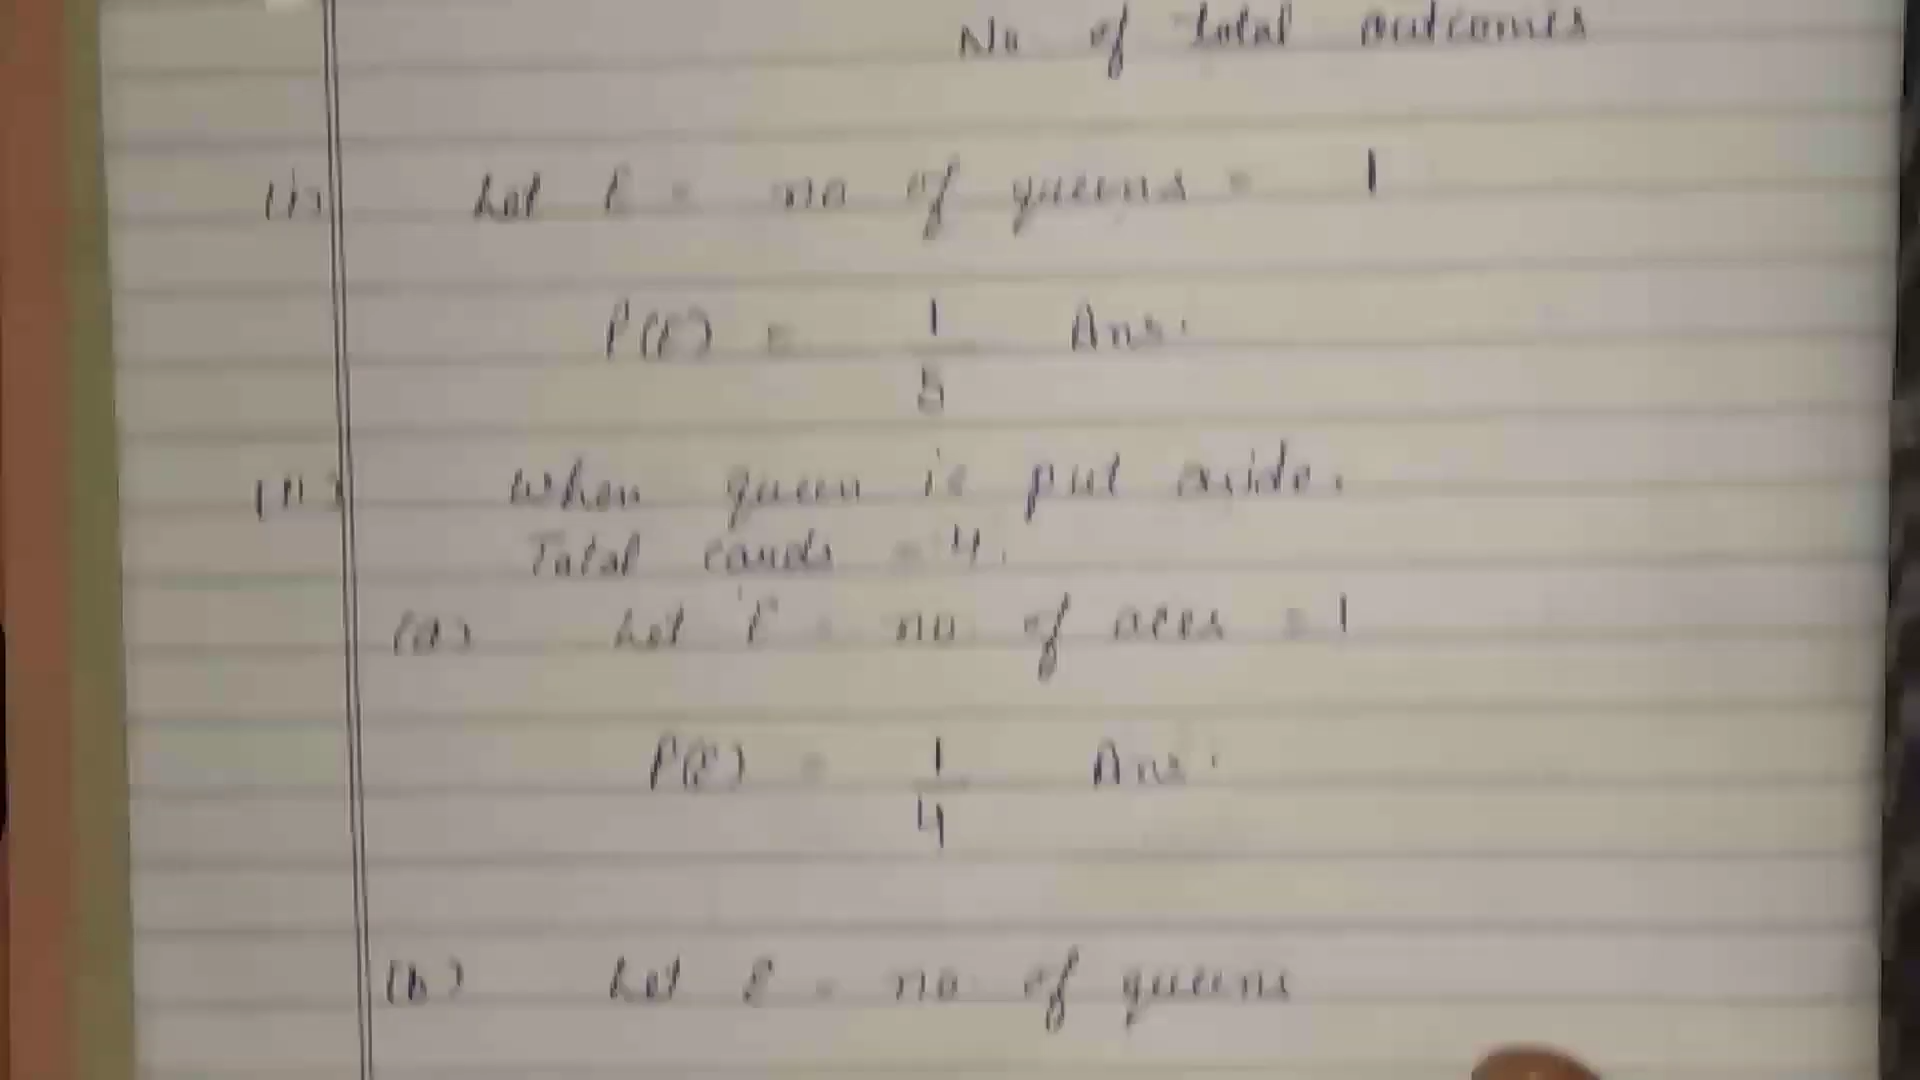 No of total outcomes
(i) Let E = no of queens = 1
P(E) = 1/5 Ans.
(ii) When queen is put aside.
Total cards = 4.
(a) Let E = no of aces = 1
P(E) = 1/4 Ans.
(b) Let E = no of queens